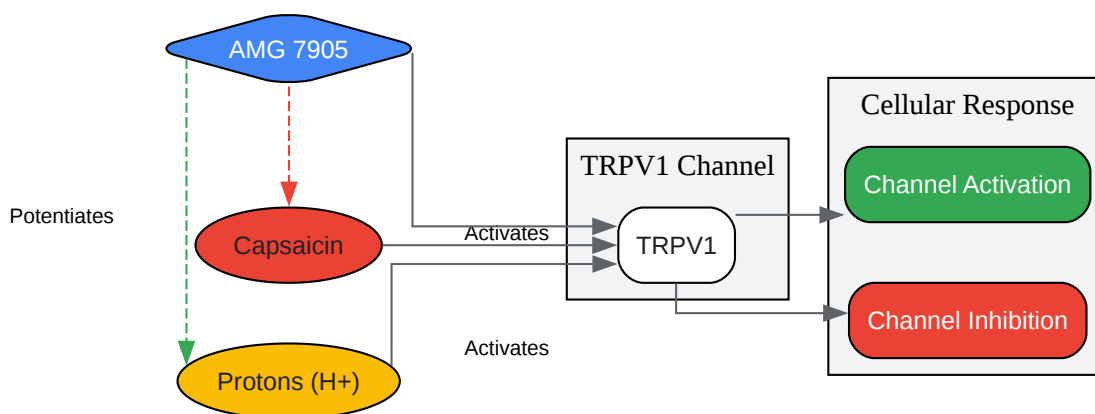 AMG 7905
Cellular Response
TRPV1 Channel
Channel Activation
Potentiates
Capsaicin
Activates
TRPV1
Channel Inhibition
Activates
Protons (H+)